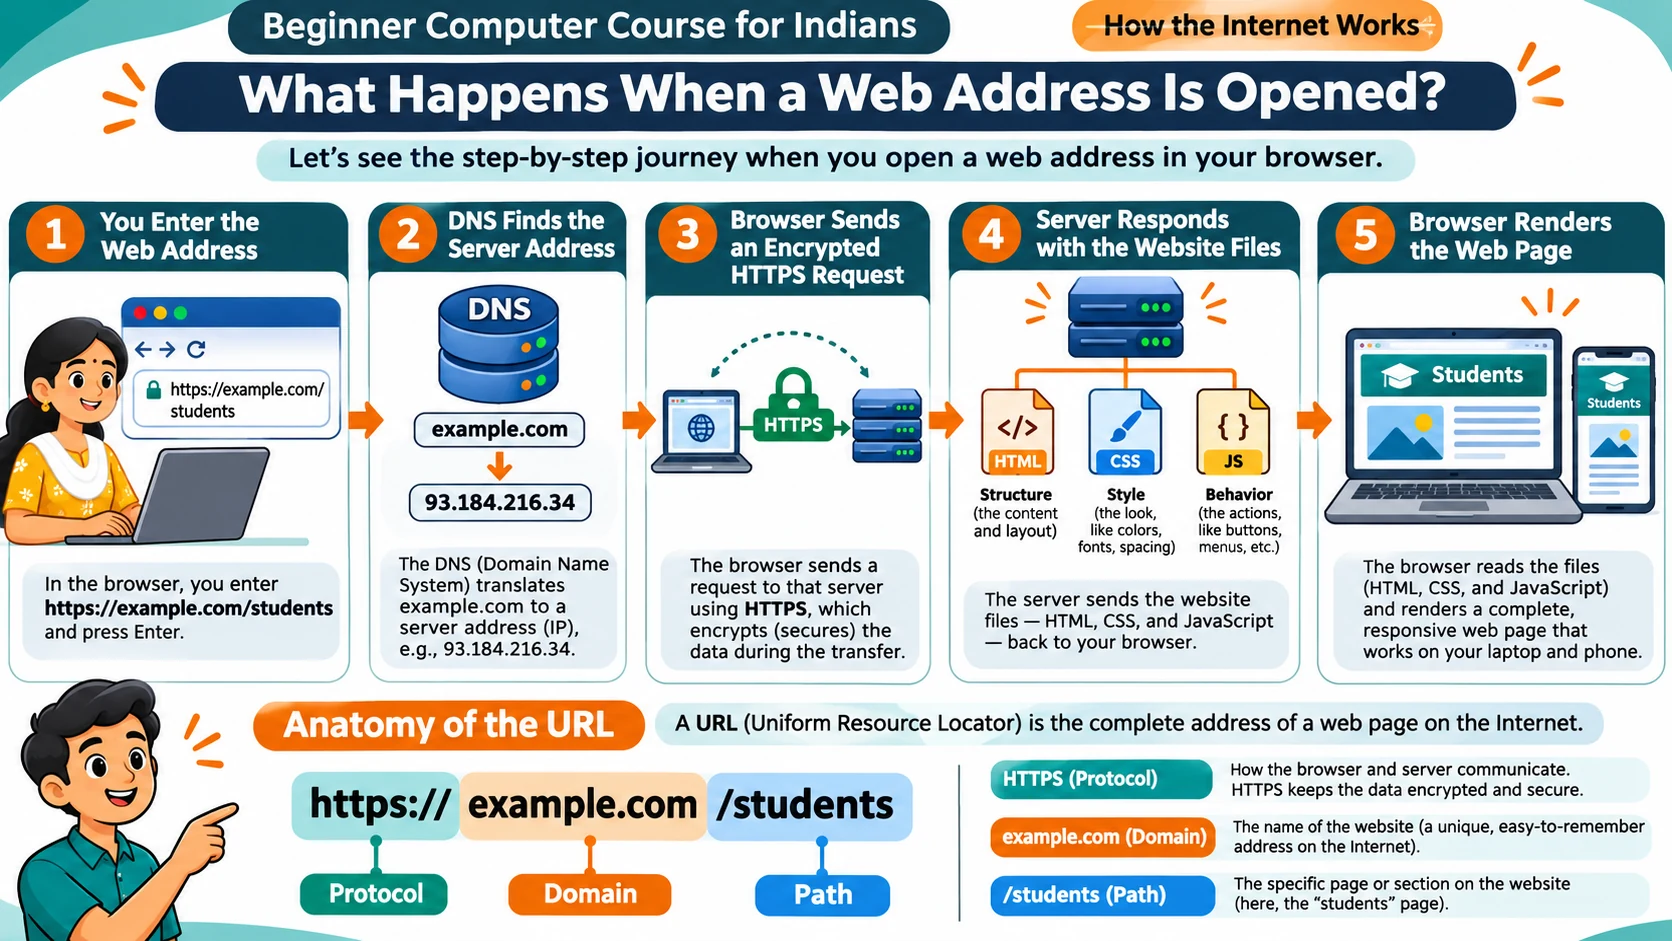 Beginner Computer Course for Indians
How the Internet Works
What Happens When a Web Address Is Opened?
Let's see the step-by-step journey when you open a web address in your browser.
1
You Enter the
Web Address
https://example.com/
students
In the browser, you enter
https://example.com/students
and press Enter.
2
DNS Finds the
Server Address
DNS
example.com
93.184.216.34
The DNS (Domain Name
System) translates
example.com to a
server address (IP),
e.g., 93.184.216.34.
3
Browser Sends
an Encrypted
HTTPS Request
HTTPS
The browser sends a
request to that server
using HTTPS, which
encrypts (secures) the
data during the transfer.
4
Server Responds
with the Website Files
</>
HTML
Structure
(the content
and layout)
CSS
Style
(the look,
like colors,
fonts, spacing)
{ }
JS
Behavior
(the actions,
like buttons,
menus, etc.)
The server sends the website
files — HTML, CSS, and JavaScript
— back to your browser.
5
Browser Renders
the Web Page
Students
Students
The browser reads the files
(HTML, CSS, and JavaScript)
and renders a complete,
responsive web page that
works on your laptop and phone.
Anatomy of the URL
A URL (Uniform Resource Locator) is the complete address of a web page on the Internet.
https:// example.com /students
Protocol
Domain
Path
HTTPS (Protocol)
How the browser and server communicate.
HTTPS keeps the data encrypted and secure.
example.com (Domain)
The name of the website (a unique, easy-to-remember
address on the Internet).
/students (Path)
The specific page or section on the website
(here, the “students” page).